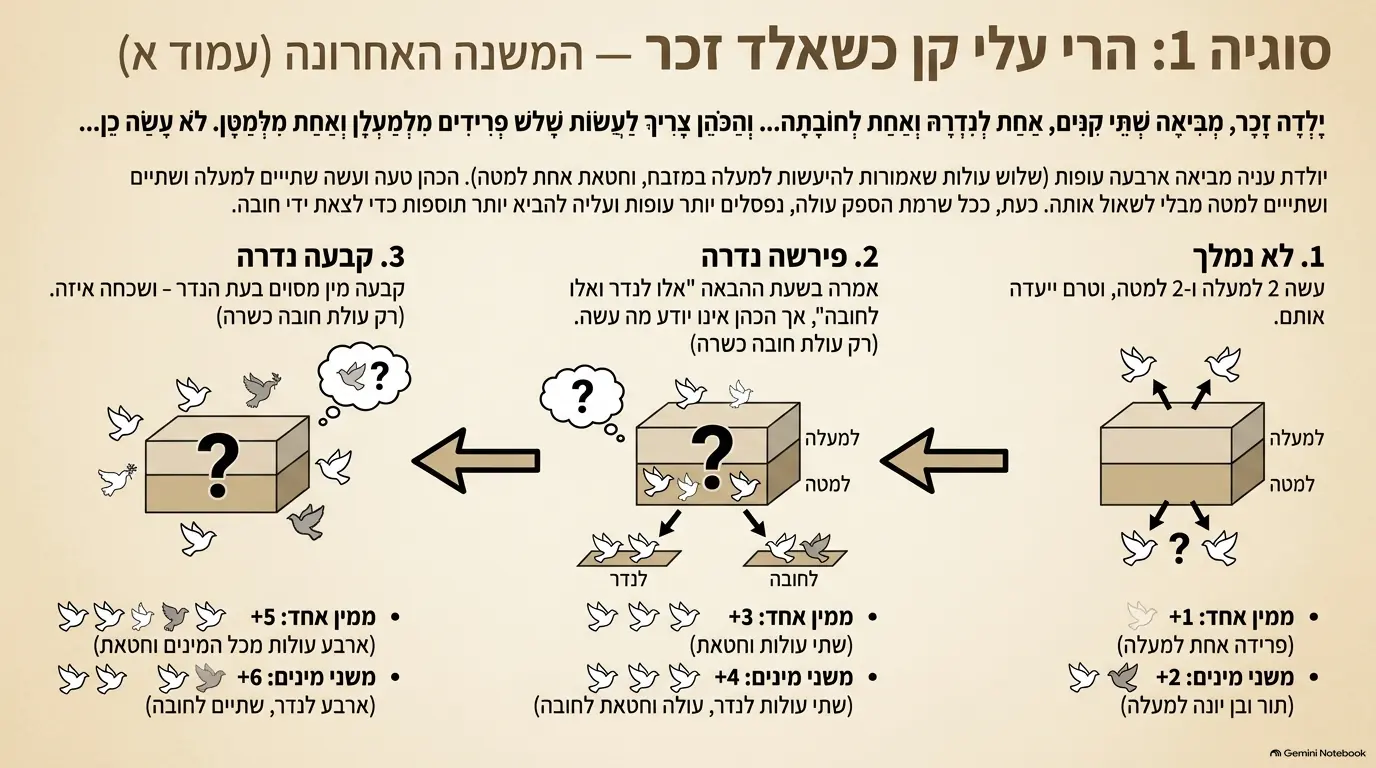 סוגיה 1: הרי עלי קן כשאלד זכר — המשנה האחרונה (עמוד א)
יָלְדָה זָכָר, מְבִיאָה שְׁתֵּי קִנִּים, אַחַת לְנִדְרָהּ וְאַחַת לְחוֹבָתָה... וְהַכֹּהֵן צָרִיךְ לַעֲשׂוֹת שָׁלֹשׁ פְּרִידִים מִלְמַעְלָן וְאַחַת מִלְּמַטָּן. לֹא עָשָׂה כֵן...
יולדת עניה מביאה ארבעה עופות (שלוש עולות שאמורות להיעשות למעלה במזבח, וחטאת אחת למטה). הכהן טעה ועשה שתייים למעלה ושתיים
ושתייים למטה מבלי לשאול אותה. כעת, ככל שרמת הספק עולה, נפסלים יותר עופות ועליה להביא יותר תוספות כדי לצאת ידי חובה.
1. לא נמלך
עשה 2 למעלה ו-2 למטה, וטרם ייעדה
אותם.
למעלה
למטה
?
• ממין אחד: 1+
(פרידה אחת למעלה)
• משני מינים: 2+
(תור ובן יונה למעלה)
2. פירשה נדרה
אמרה בשעת ההבאה "אלו לנדר ואלו
לחובה", אך הכהן אינו יודע מה עשה.
(רק עולת חובה כשרה)
?
?
למעלה
למטה
לחובה
לנדר
• ממין אחד: 3+
(שתי עולות וחטאת)
• משני מינים: 4+
(שתי עולות לנדר, עולה וחטאת לחובה)
3. קבעה נדרה
קבעה מין מסוים בעת הנדר – ושכחה איזה.
(רק עולת חובה כשרה)
?
?
• ממין אחד: 5+
(ארבע עולות מכל המינים וחטאת)
• משני מינים: 6+
(ארבע לנדר, שתיים לחובה)
Gemini Notebook